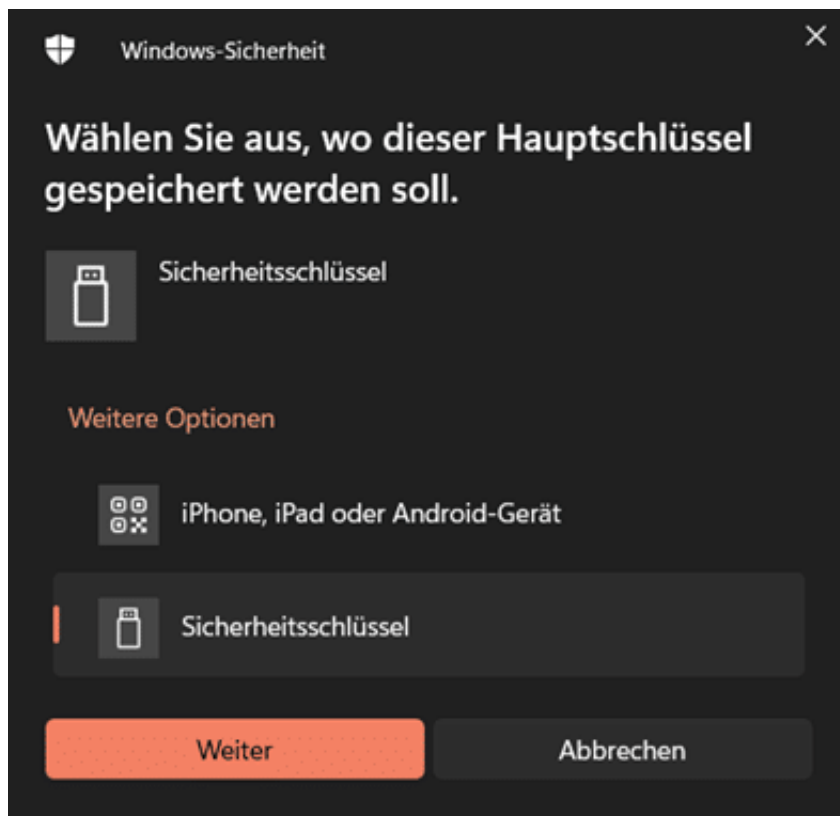 Windows-Sicherheit
Wählen Sie aus, wo dieser Hauptschlüssel
gespeichert werden soll.
Sicherheitsschlüssel
Weitere Optionen
iPhone, iPad oder Android-Gerät
Sicherheitsschlüssel
Weiter
Abbrechen